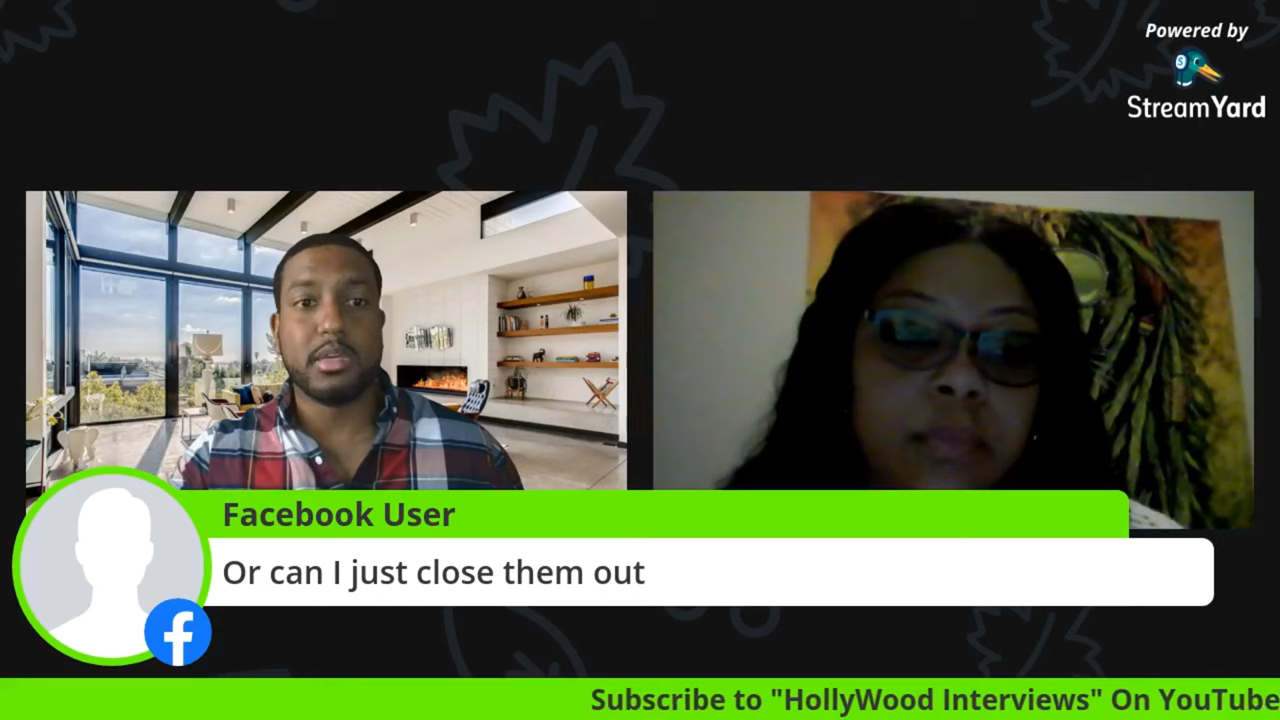 Powered by
StreamYard
Facebook User
Or can I just close them out
Subscribe to "HollyWood Interviews" On YouTube